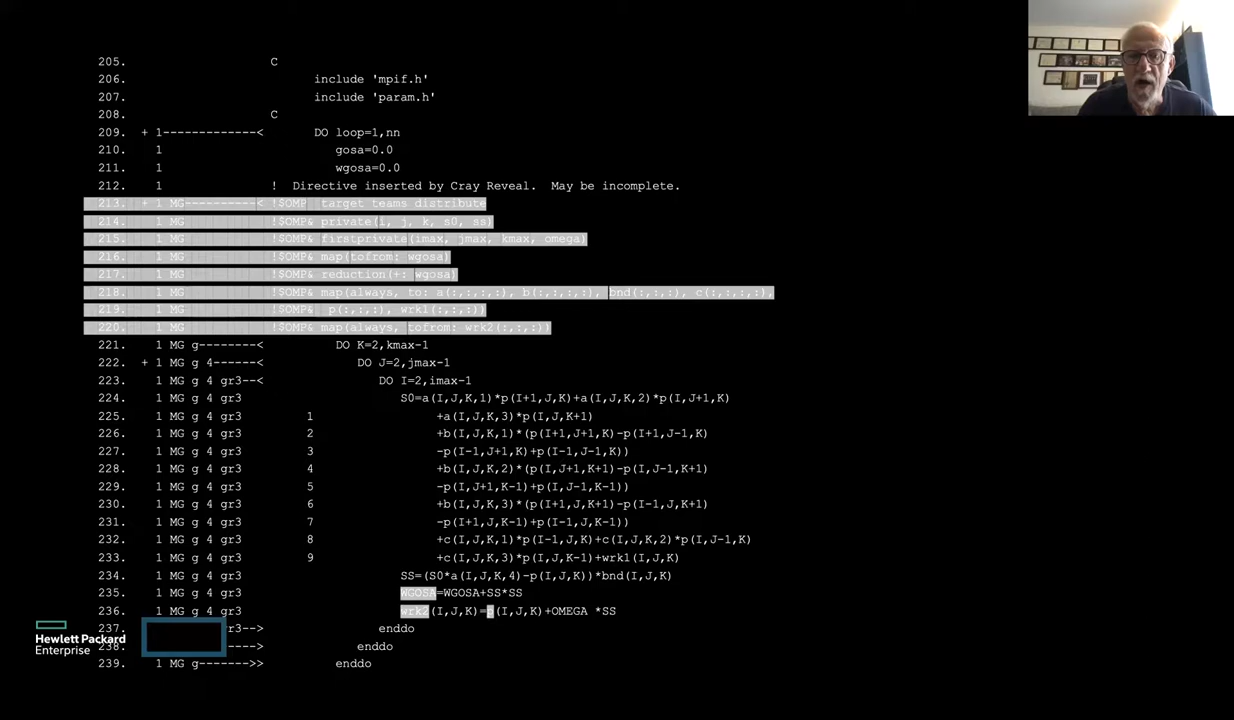 205. C
206. include 'mpif.h'
207. include 'param.h'
208. C
209. + 1-------------< DO loop=1,nn
210. 1 gosa=0.0
211. 1 wgosa=0.0
212. 1 ! Directive inserted by Cray Reveal. May be incomplete.
213. + 1 MG----------< !$OMP target teams distribute
214. 1 MG !$OMP& private(i, j, k, s0, ss)
215. 1 MG !$OMP& firstprivate(imax, jmax, kmax, omega)
216. 1 MG !$OMP& map(tofrom: wgosa)
217. 1 MG !$OMP& reduction(+: wgosa)
218. 1 MG !$OMP& map(always, to: a(:,:,:,:), b(:,:,:,:), bnd(:,:,:), c(:,:,:,:),
219. 1 MG !$OMP& p(:,:,:), wrk1(:,:,:))
220. 1 MG !$OMP& map(always, tofrom: wrk2(:,:,:))
221. 1 MG g--------< DO K=2,kmax-1
222. + 1 MG g 4------< DO J=2,jmax-1
223. 1 MG g 4 gr3--< DO I=2,imax-1
224. 1 MG g 4 gr3 S0=a(I,J,K,1)*p(I+1,J,K)+a(I,J,K,2)*p(I,J+1,K)
225. 1 MG g 4 gr3 1 +a(I,J,K,3)*p(I,J,K+1)
226. 1 MG g 4 gr3 2 +b(I,J,K,1)*(p(I+1,J+1,K)-p(I+1,J-1,K)
227. 1 MG g 4 gr3 3 -p(I-1,J+1,K)+p(I-1,J-1,K))
228. 1 MG g 4 gr3 4 +b(I,J,K,2)*(p(I,J+1,K+1)-p(I,J-1,K+1)
229. 1 MG g 4 gr3 5 -p(I,J+1,K-1)+p(I,J-1,K-1))
230. 1 MG g 4 gr3 6 +b(I,J,K,3)*(p(I+1,J,K+1)-p(I-1,J,K+1)
231. 1 MG g 4 gr3 7 -p(I+1,J,K-1)+p(I-1,J,K-1))
232. 1 MG g 4 gr3 8 +c(I,J,K,1)*p(I-1,J,K)+c(I,J,K,2)*p(I,J-1,K)
233. 1 MG g 4 gr3 9 +c(I,J,K,3)*p(I,J,K-1)+wrk1(I,J,K)
234. 1 MG g 4 gr3 SS=(S0*a(I,J,K,4)-p(I,J,K))*bnd(I,J,K)
235. 1 MG g 4 gr3 WGOSA=WGOSA+SS*SS
236. 1 MG g 4 gr3 wrk2(I,J,K)=p(I,J,K)+OMEGA *SS
237. gr3--> enddo
238. ----> enddo
239. 1 MG g------->> enddo
Hewlett Packard
Enterprise